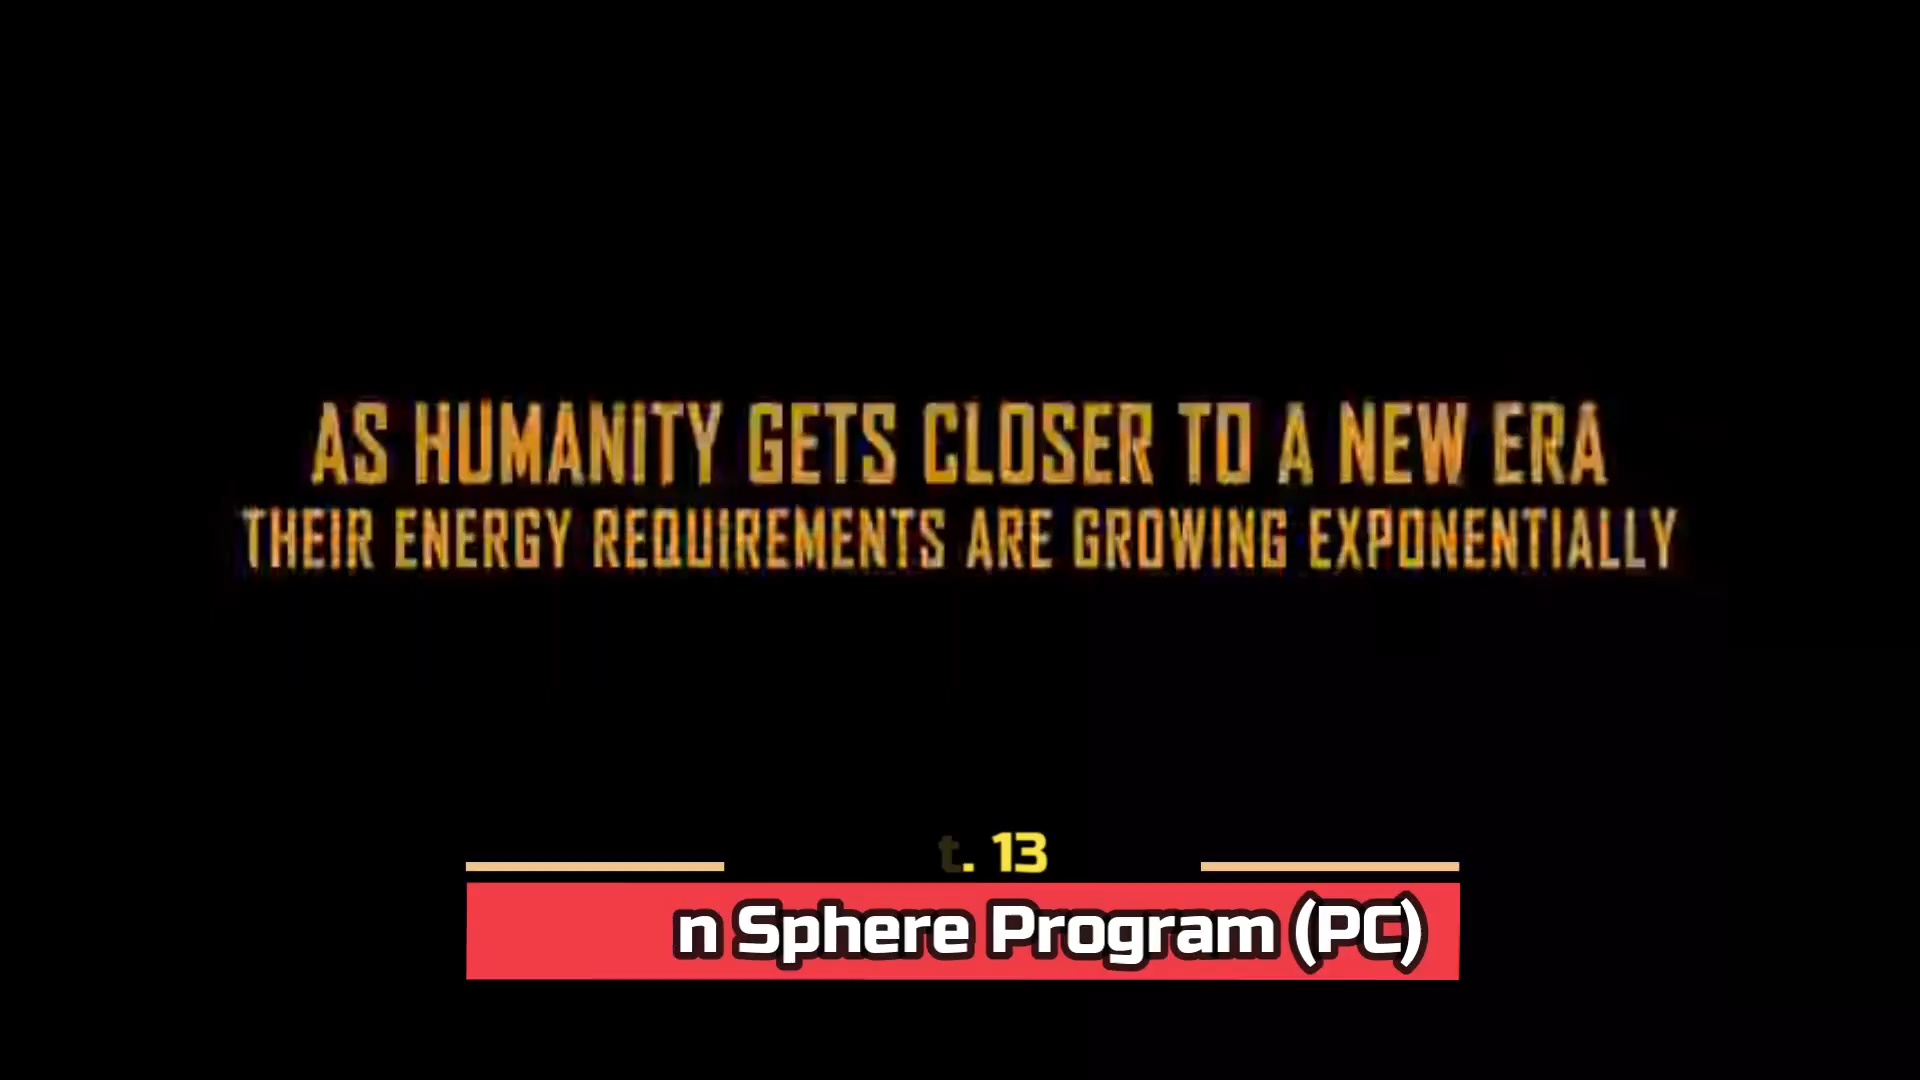 AS HUMANITY GETS CLOSER TO A NEW ERA
THEIR ENERGY REQUIREMENTS ARE GROWING EXPONENTIALLY
t. 13
n Sphere Program (PC)